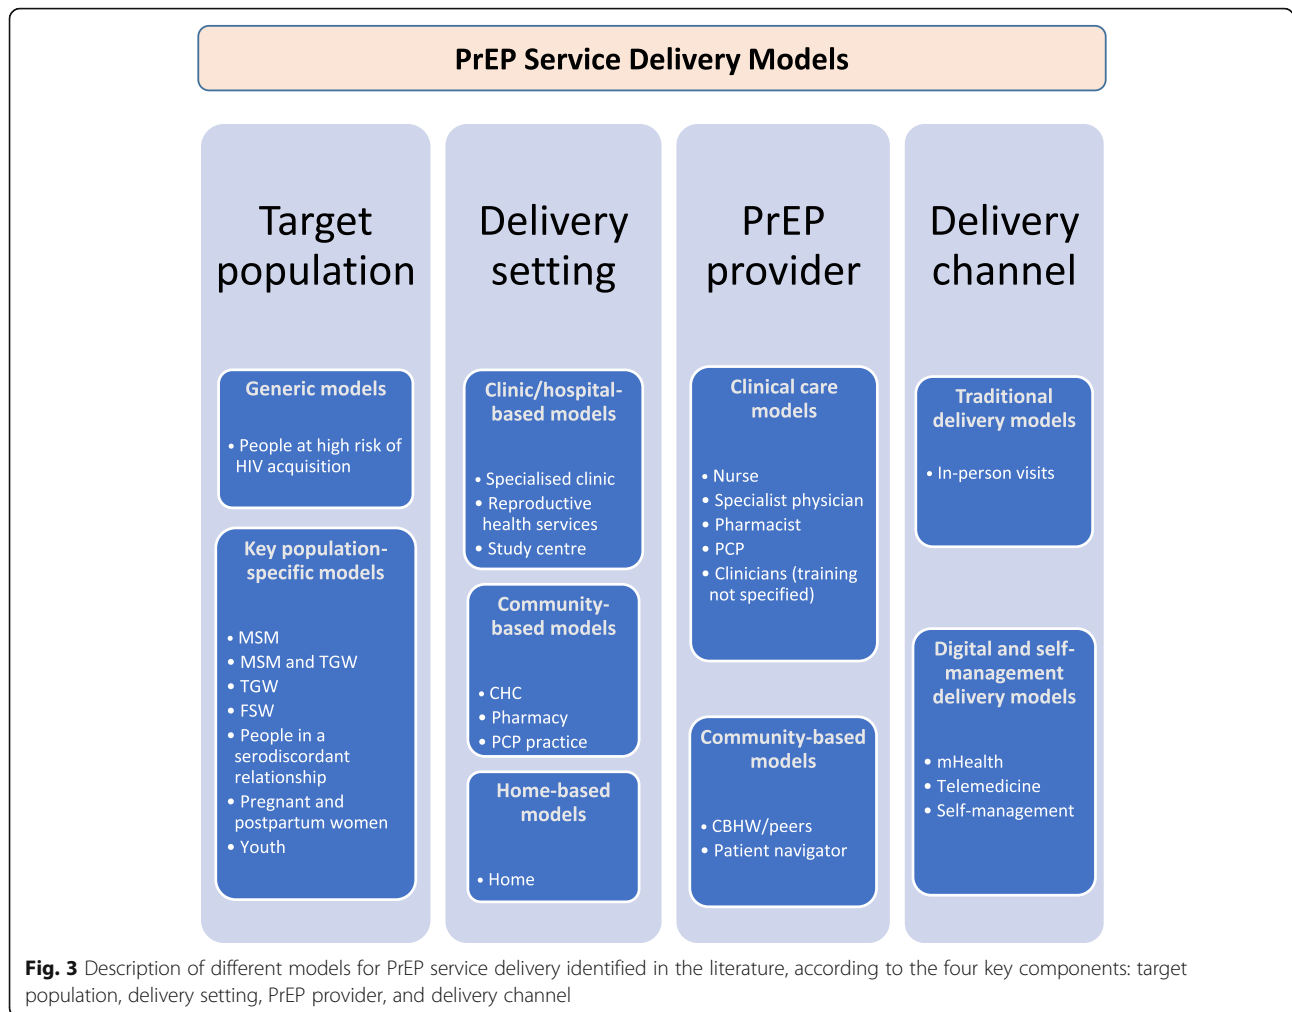 PrEP Service Delivery Models
Target
population
Generic models
• People at high risk of
HIV acquisition
Key population-
specific models
• MSM
• MSM and TGW
• TGW
• FSW
• People in a
serodiscordant
relationship
• Pregnant and
postpartum women
• Youth
Delivery
setting
Clinic/hospital-
based models
• Specialised clinic
• Reproductive
health services
• Study centre
Community-
based models
• CHC
• Pharmacy
• PCP practice
Home-based
models
• Home
PrEP
provider
Clinical care
models
• Nurse
• Specialist physician
• Pharmacist
• PCP
• Clinicians (training
not specified)
Community-based
models
• CBHW/peers
• Patient navigator
Delivery
channel
Traditional
delivery models
• In-person visits
Digital and self-
management
delivery models
• mHealth
• Telemedicine
• Self-management
Fig. 3 Description of different models for PrEP service delivery identified in the literature, according to the four key components: target
population, delivery setting, PrEP provider, and delivery channel